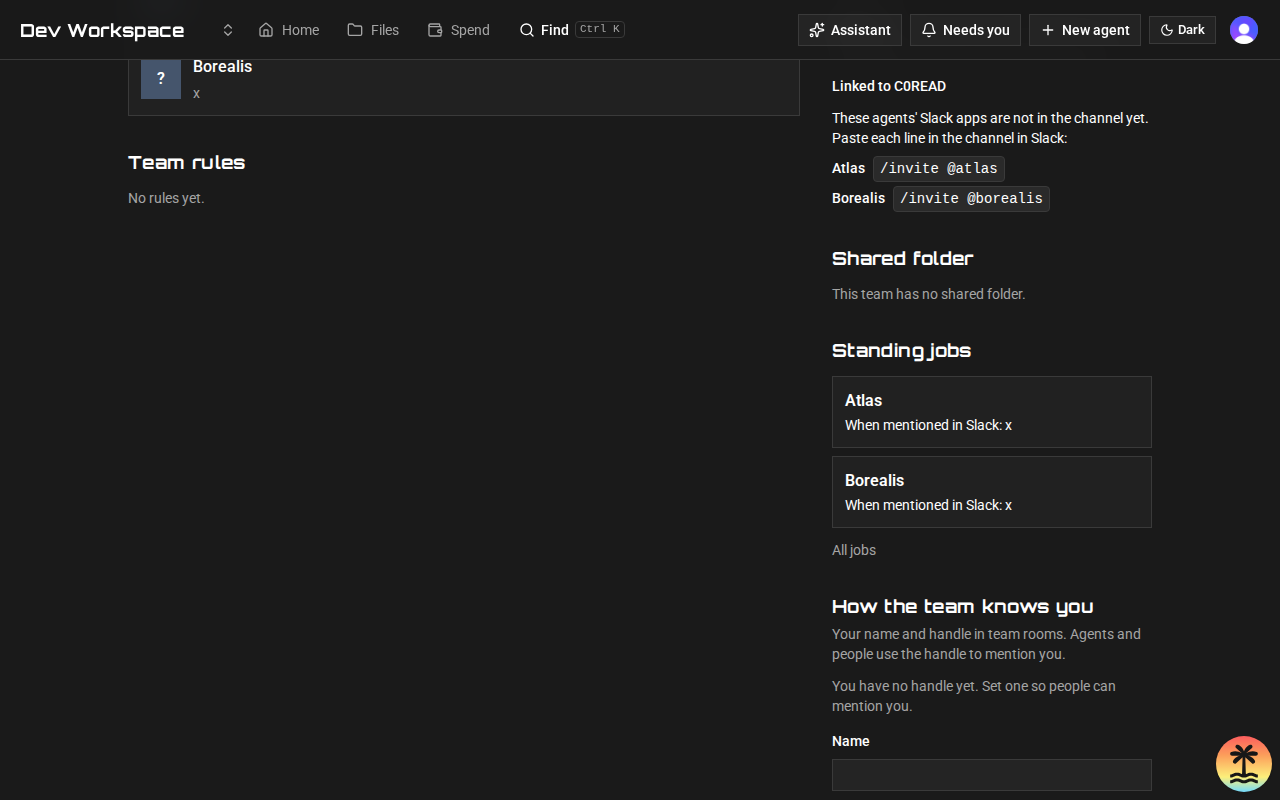 Dev Workspace
Home
Files
Spend
Find Ctrl K
Assistant
Needs you
New agent
Dark
?
Borealis
x
Team rules
No rules yet.
Linked to C0READ
These agents' Slack apps are not in the channel yet.
Paste each line in the channel in Slack:
Atlas /invite @atlas
Borealis /invite @borealis
Shared folder
This team has no shared folder.
Standing jobs
Atlas
When mentioned in Slack: x
Borealis
When mentioned in Slack: x
All jobs
How the team knows you
Your name and handle in team rooms. Agents and
people use the handle to mention you.
You have no handle yet. Set one so people can
mention you.
Name